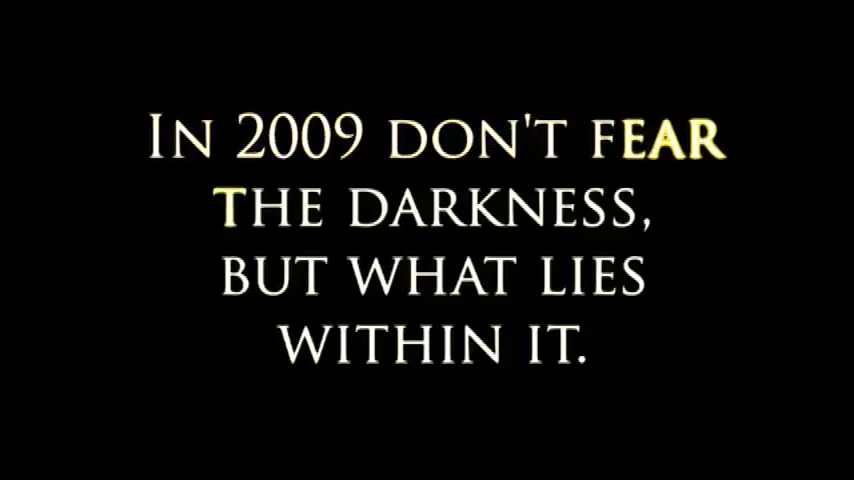 IN 2009 DON'T FEAR
THE DARKNESS,
BUT WHAT LIES
WITHIN IT.